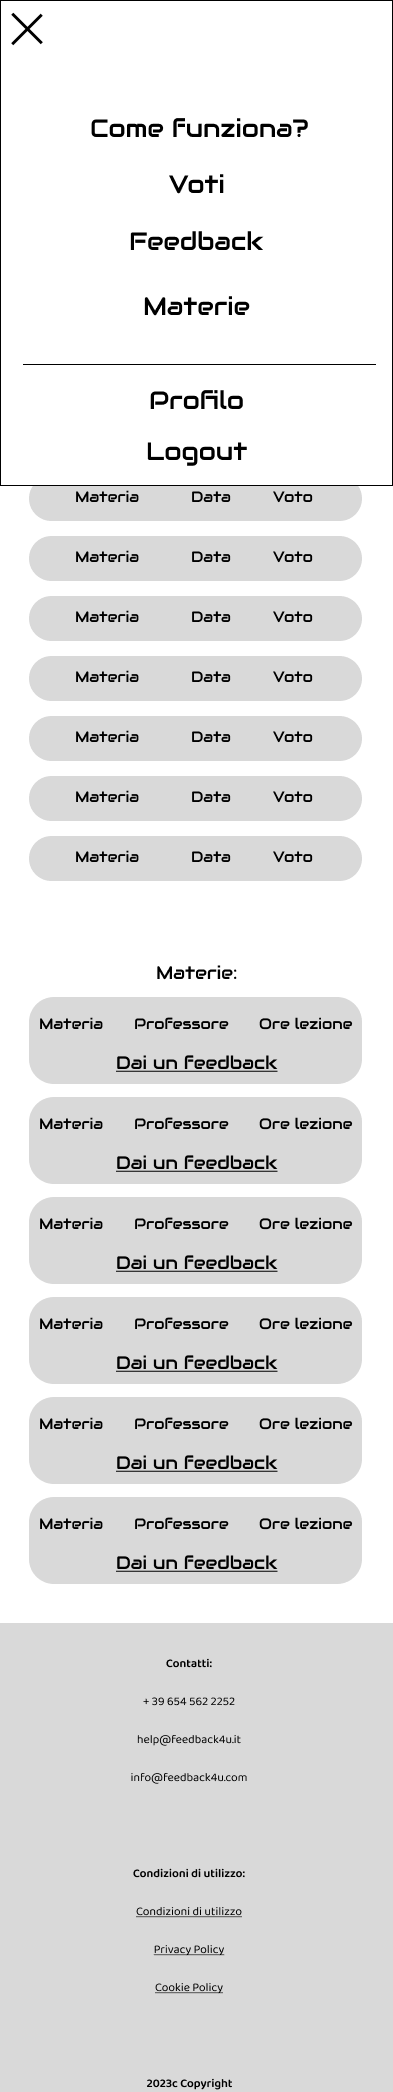 Come funziona?
Voti
Feedback
Materie
Profilo
Logout
Materia Data Voto
Materia Data Voto
Materia Data Voto
Materia Data Voto
Materia Data Voto
Materia Data Voto
Materia Data Voto
Materie:
Materia Professore Ore lezione
Dai un feedback
Materia Professore Ore lezione
Dai un feedback
Materia Professore Ore lezione
Dai un feedback
Materia Professore Ore lezione
Dai un feedback
Materia Professore Ore lezione
Dai un feedback
Materia Professore Ore lezione
Dai un feedback
Contatti:
+ 39 654 562 2252
help@feedback4u.it
info@feedback4u.com
Condizioni di utilizzo:
Condizioni di utilizzo
Privacy Policy
Cookie Policy
2023c Copyright